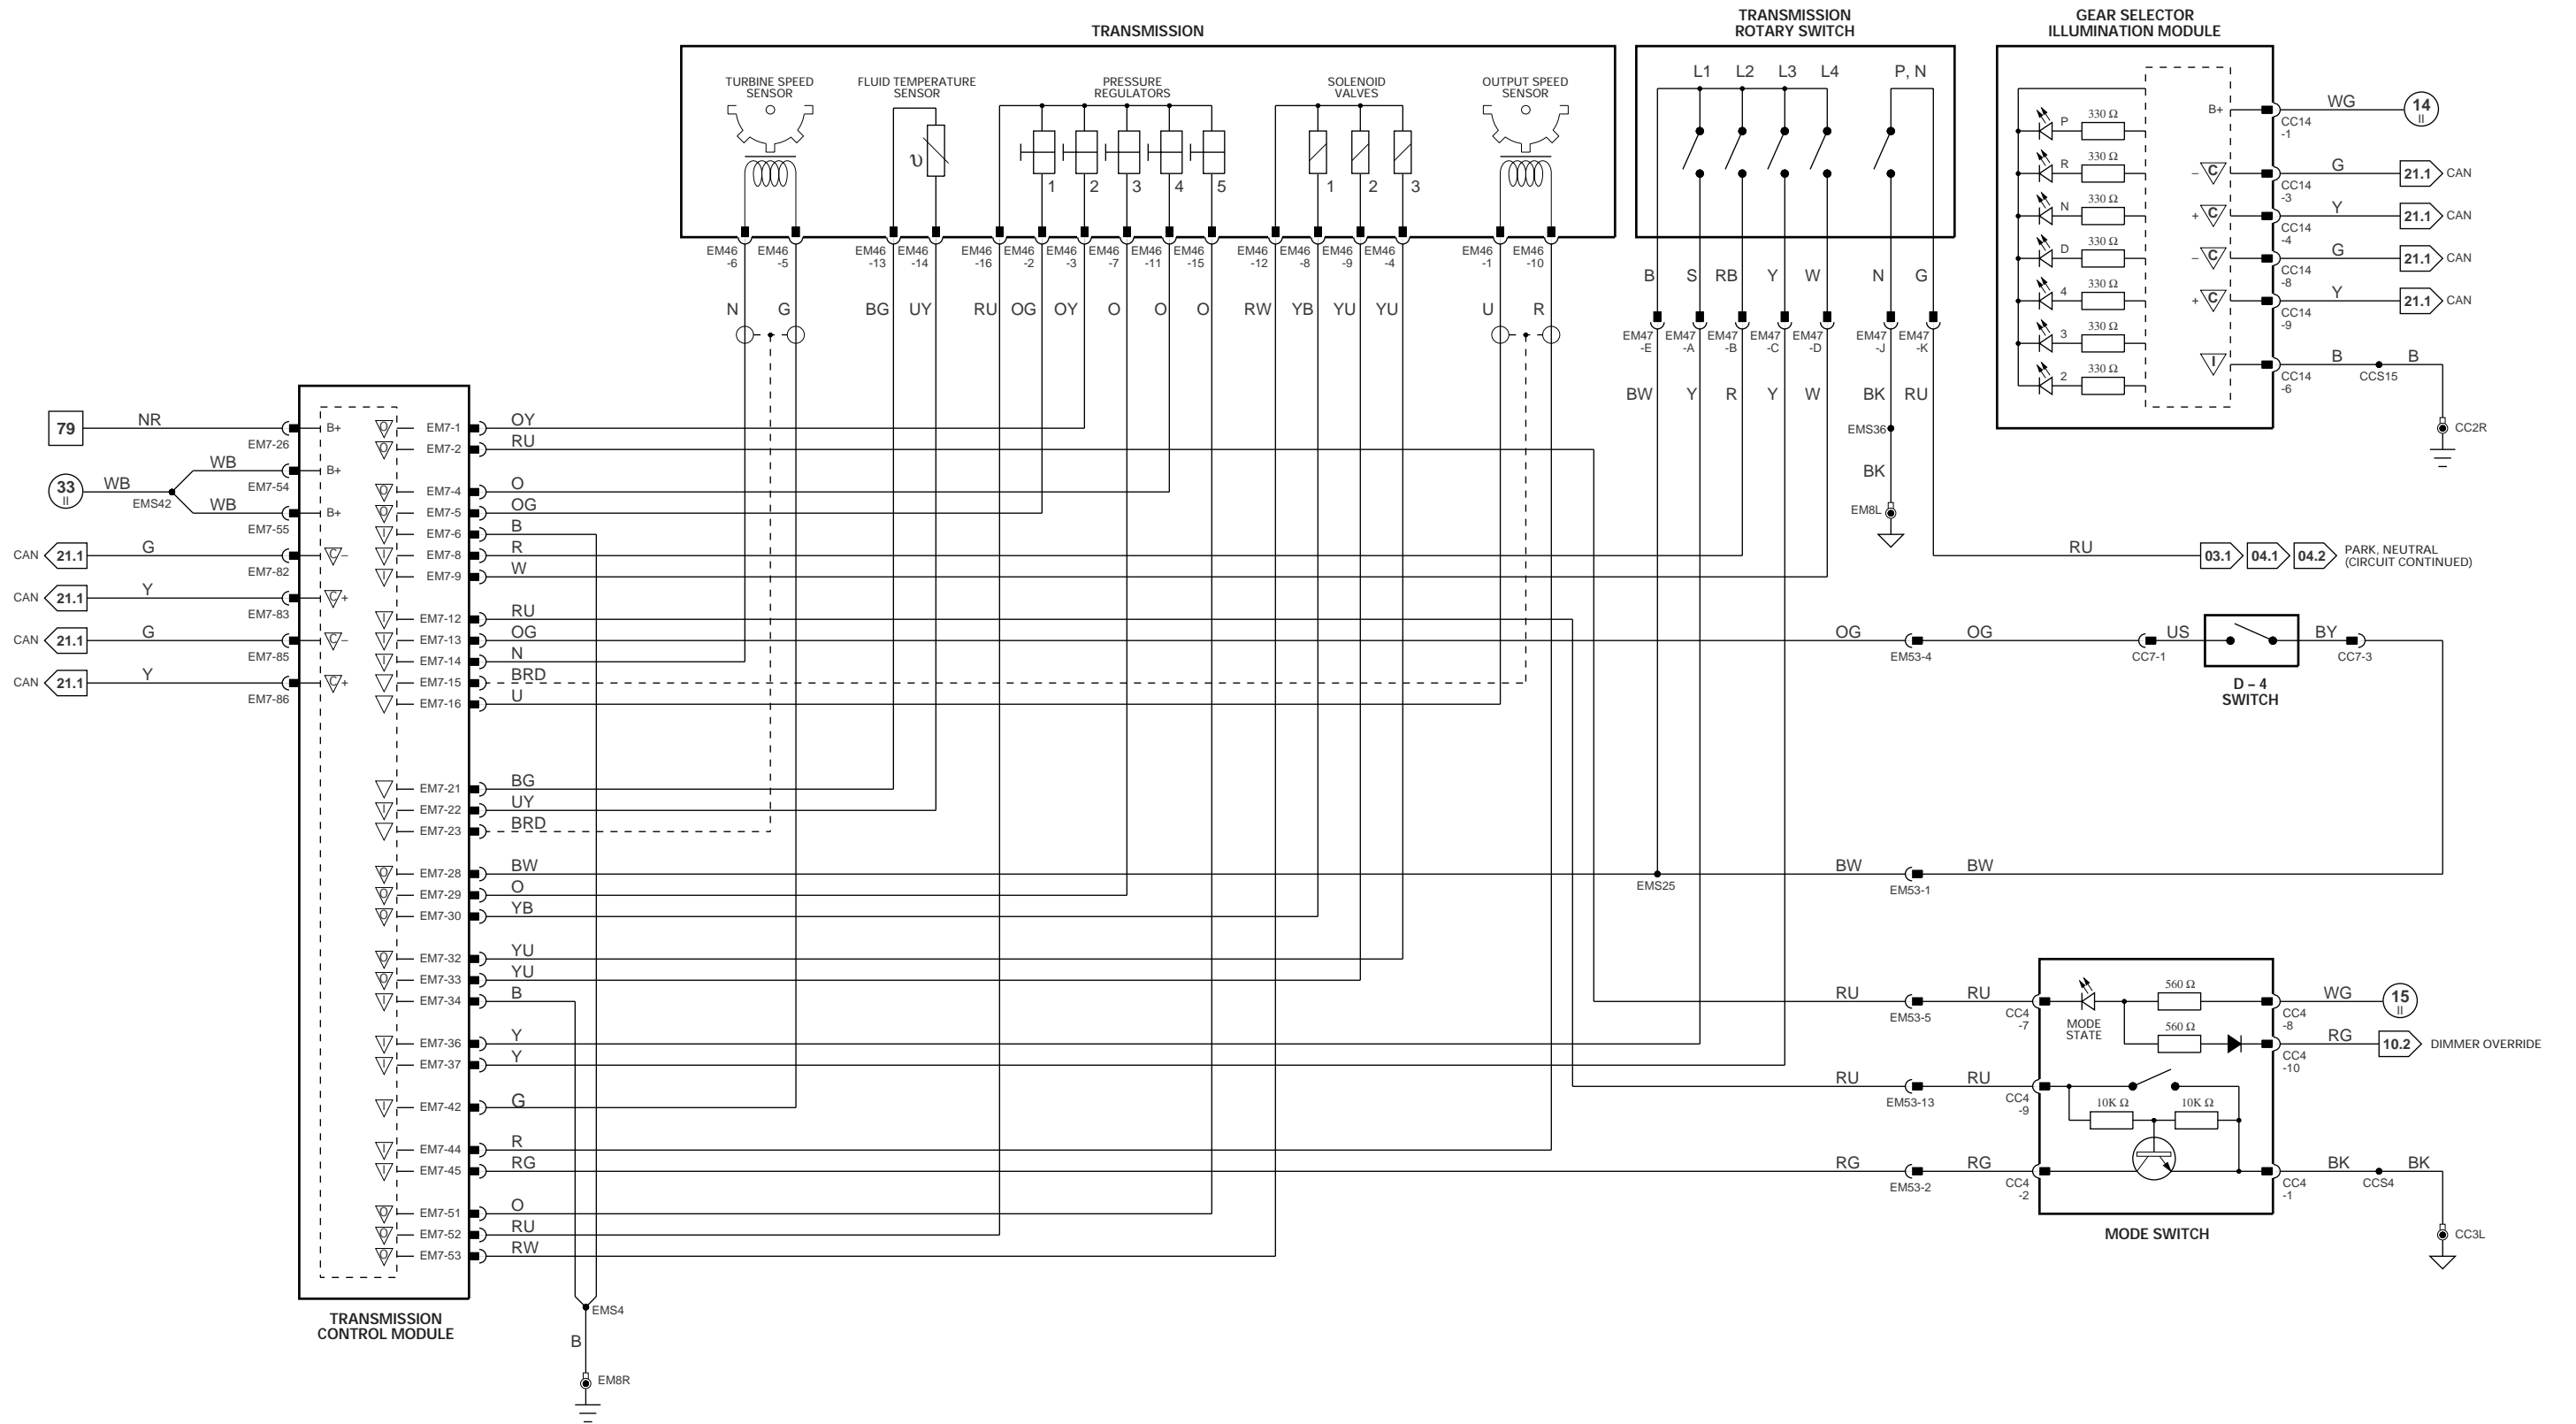 TRANSMISSION
TRANSMISSION
ROTARY SWITCH
GEAR SELECTOR
ILLUMINATION MODULE
TURBINE SPEED
SENSOR
FLUID TEMPERATURE
SENSOR
PRESSURE
REGULATORS
SOLENOID
VALVES
OUTPUT SPEED
SENSOR
υ
1 2 3 4 5
1 2 3
EM46
-6
EM46
-5
EM46
-13
EM46
-14
EM46
-16
EM46
-2
EM46
-3
EM46
-7
EM46
-11
EM46
-15
EM46
-12
EM46
-8
EM46
-9
EM46
-4
EM46
-1
EM46
-10
N G BG UY RU OG OY O O O RW YB YU YU U R
L1 L2 L3 L4 P, N
B S RB Y W N G
EM47
-E
EM47
-A
EM47
-B
EM47
-C
EM47
-D
EM47
-J
EM47
-K
BW Y R Y W BK RU
EMS36
BK
EM8L
P 330 Ω
R 330 Ω
N 330 Ω
D 330 Ω
4 330 Ω
3 330 Ω
2 330 Ω
B+
CC14
-1
WG
14
II
– C
CC14
-3
G
21.1
CAN
+ C
CC14
-4
Y
21.1
CAN
– C
CC14
-8
G
21.1
CAN
+ C
CC14
-9
Y
21.1
CAN
I
CC14
-6
B
CCS15
B
CC2R
79
NR
EM7-26
B+
33
II
WB
EMS42
WB
EM7-54
B+
WB
EM7-55
B+
CAN 21.1 G EM7-82 C –
CAN 21.1 Y EM7-83 C +
CAN 21.1 G EM7-85 C –
CAN 21.1 Y EM7-86 C +
O EM7-1 OY
O EM7-2 RU
O EM7-4 O
O EM7-5 OG
I EM7-6 B
I EM7-8 R
I EM7-9 W
I EM7-12 RU
I EM7-13 OG
I EM7-14 N
EM7-15 BRD
EM7-16 U
EM7-21 BG
I EM7-22 UY
EM7-23 BRD
O EM7-28 BW
O EM7-29 O
O EM7-30 YB
O EM7-32 YU
O EM7-33 YU
I EM7-34 B
I EM7-36 Y
I EM7-37 Y
I EM7-42 G
I EM7-44 R
I EM7-45 RG
O EM7-51 O
O EM7-52 RU
O EM7-53 RW
TRANSMISSION
CONTROL MODULE
EMS4
B
EM8R
RU
03.1 04.1 04.2
PARK, NEUTRAL
(CIRCUIT CONTINUED)
OG
EM53-4
OG
CC7-1
US
BY
CC7-3
D – 4
SWITCH
EMS25
BW
EM53-1
BW
RU
EM53-5
RU
CC4
-7
MODE
STATE
560 Ω
560 Ω
CC4
-8
WG
15
II
CC4
-10
RG
10.2
DIMMER OVERRIDE
RU
EM53-13
RU
CC4
-9
10K Ω
10K Ω
RG
EM53-2
RG
CC4
-2
CC4
-1
BK
CCS4
BK
CC3L
MODE SWITCH